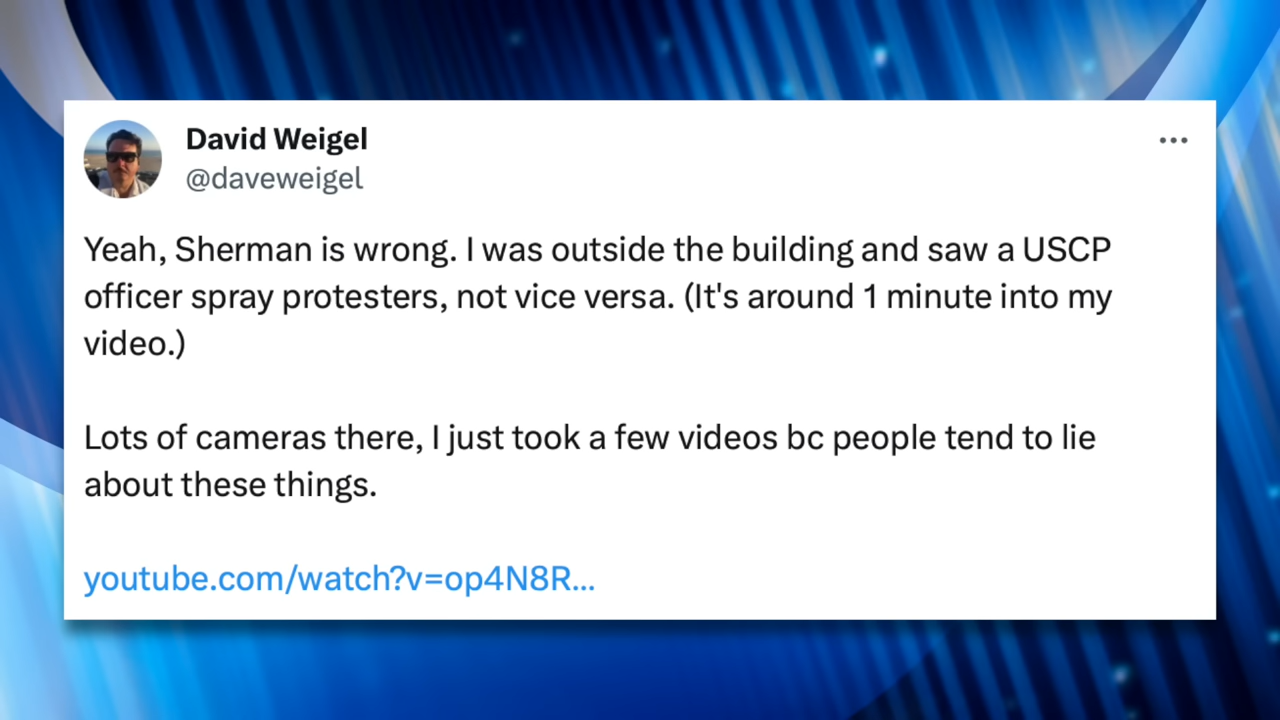 David Weigel
@daveweigel
Yeah, Sherman is wrong. I was outside the building and saw a USCP
officer spray protesters, not vice versa. (It's around 1 minute into my
video.)
Lots of cameras there, I just took a few videos bc people tend to lie
about these things.
youtube.com/watch?v=op4N8R...